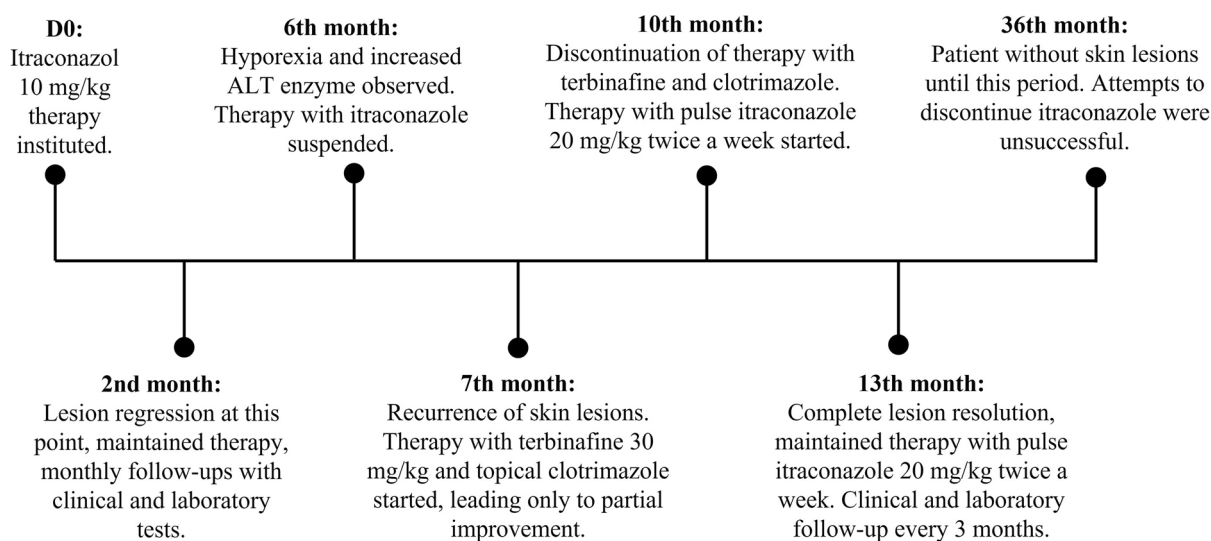 D0:
Itraconazol
10 mg/kg
therapy
instituted.
6th month:
Hyporexia and increased
ALT enzyme observed.
Therapy with itraconazole
suspended.
10th month:
Discontinuation of therapy with
terbinafine and clotrimazole.
Therapy with pulse itraconazole
20 mg/kg twice a week started.
36th month:
Patient without skin lesions
until this period. Attempts to
discontinue itraconazole were
unsuccessful.
2nd month:
Lesion regression at this
point, maintained therapy,
monthly follow-ups with
clinical and laboratory
tests.
7th month:
Recurrence of skin lesions.
Therapy with terbinafine 30
mg/kg and topical clotrimazole
started, leading only to partial
improvement.
13th month:
Complete lesion resolution,
maintained therapy with pulse
itraconazole 20 mg/kg twice a
week. Clinical and laboratory
follow-up every 3 months.